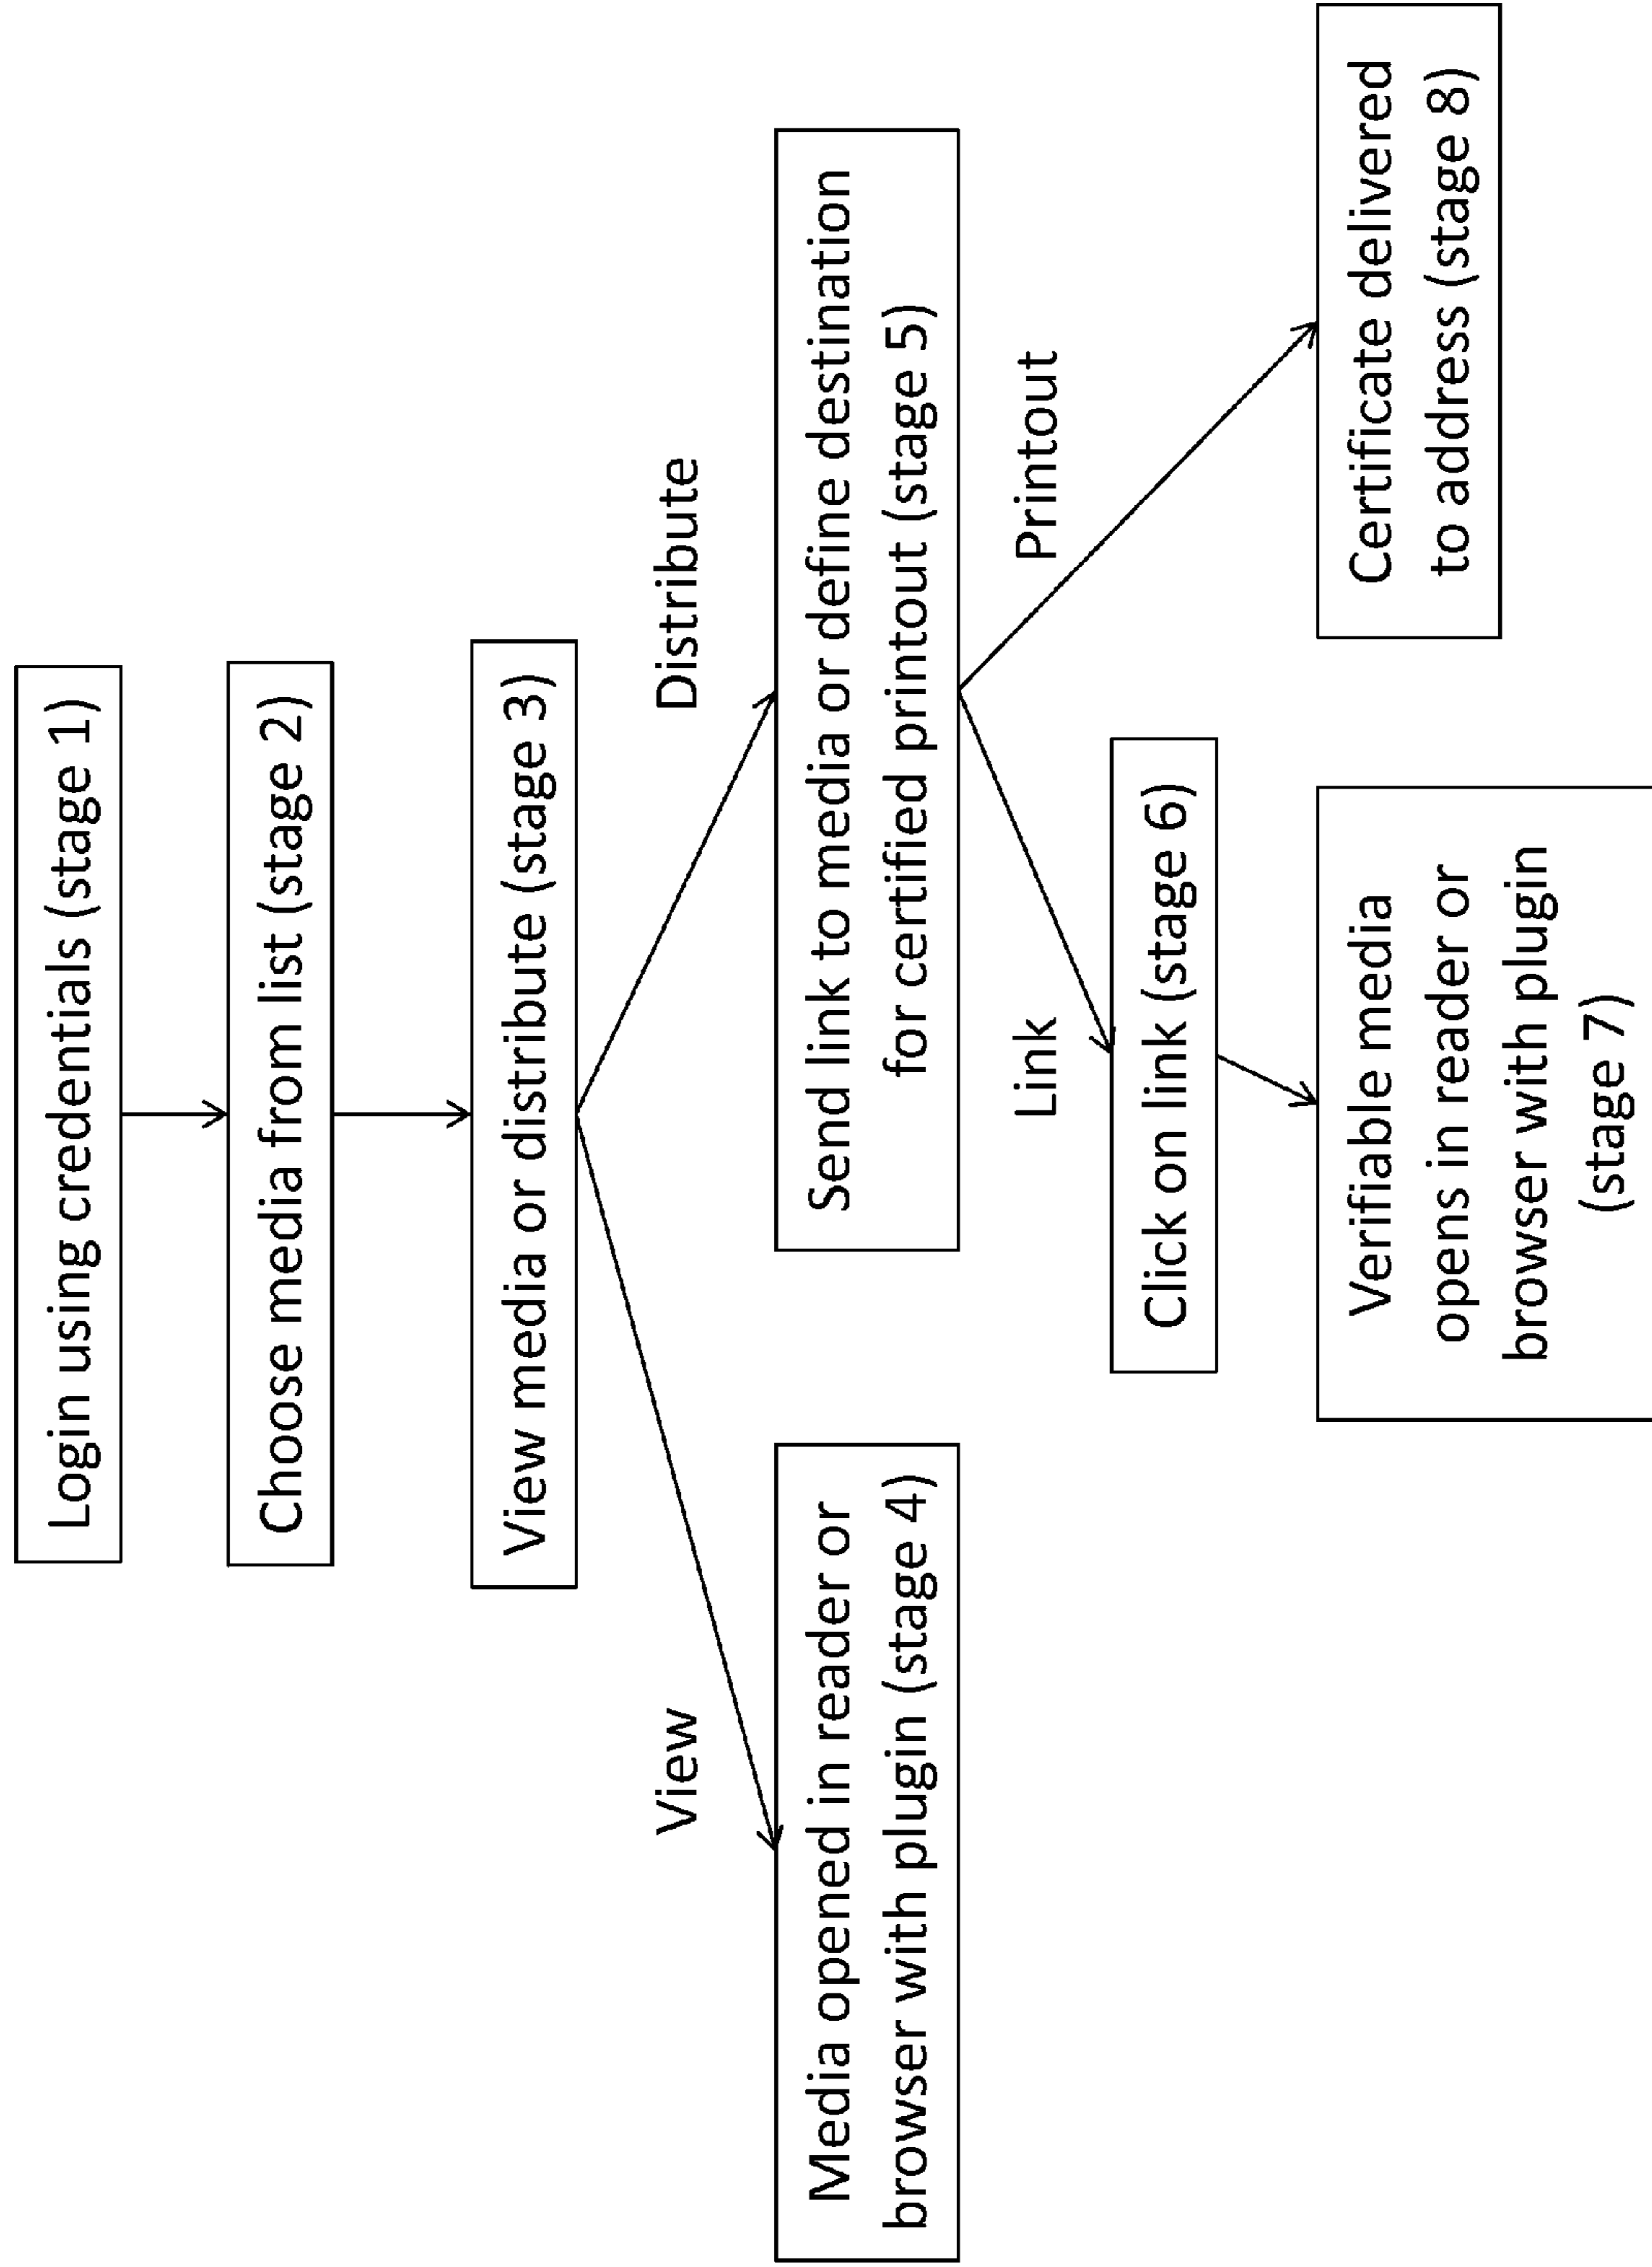 Login using credentials (stage 1)
Choose media from list (stage 2)
View media or distribute (stage 3)
View
Distribute
Media opened in reader or
browser with plugin (stage 4)
Send link to media or define destination
for certified printout (stage 5)
Link
Printout
Click on link (stage 6)
Verifiable media
opens in reader or
browser with plugin
(stage 7)
Certificate delivered
to address (stage 8)